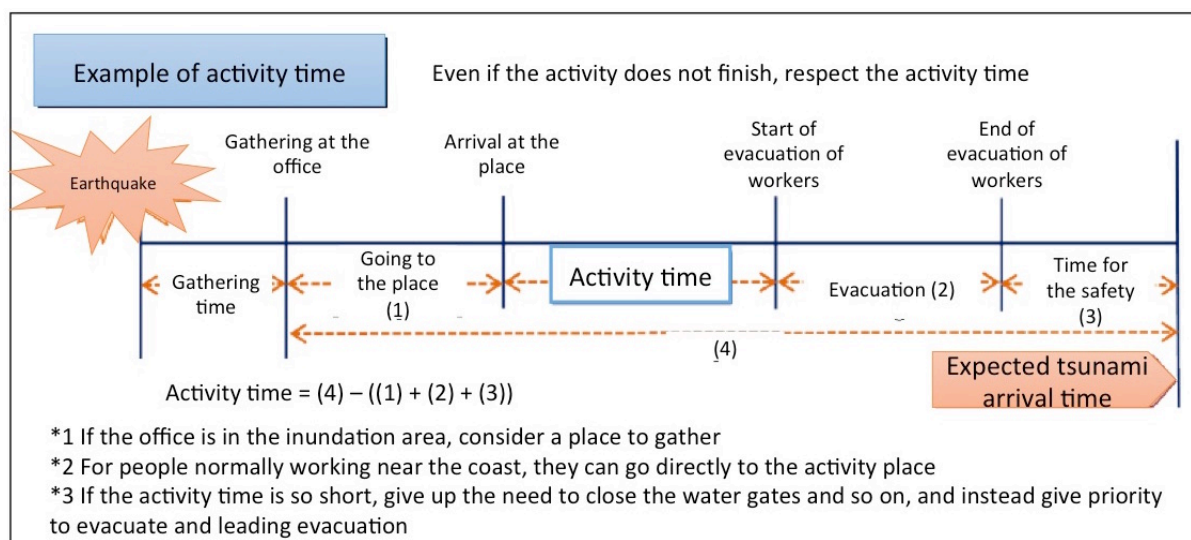 Example of activity time
Even if the activity does not finish, respect the activity time
Earthquake
Gathering at the
office
Arrival at the
place
Start of
evacuation of
workers
End of
evacuation of
workers
Gathering
time
Going to
the place
(1)
Activity time
Evacuation (2)
Time for
the safety
(3)
(4)
Expected tsunami
arrival time
Activity time = (4) – ((1) + (2) + (3))
*1 If the office is in the inundation area, consider a place to gather
*2 For people normally working near the coast, they can go directly to the activity place
*3 If the activity time is so short, give up the need to close the water gates and so on, and instead give priority
to evacuate and leading evacuation